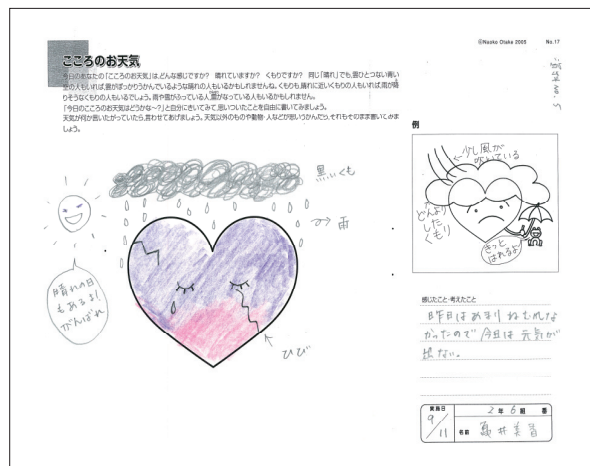 ©Naoko Otaka 2005 No.17
こころのお天気
今日のあなたの「こころのお天気」は、どんな感じですか？ 晴れていますか？ くもりですか？ 同じ「晴れ」でも、雲ひとつない青い
空の人もいれば、雲がぽっかりうかんでいるような晴れの人もいるかもしれませんね。くもりも、晴れに近いくもりの人もいれば、雨が降
りそうなくもりの人もいるでしょう。雨や雪がふっている人、雷がなっている人もいるかもしれません。
「今日のこころのお天気はどうかな～？」と自分にきいてみて、思いついたことを自由に書いてみましょう。
天気が何か言いたがっていたら、言わせてあげましょう。天気以外のものや動物・人などが思いうかんだら、それもそのまま書いてみま
しょう。
黒いくも
雨
晴れの日
もあるよ!
がんばれ
ひび
例
少し風が
吹いている
どんより
した
くもり
きっと
はれるよ
感じたこと・考えたこと
昨日はあまりねむれな
かったので今日は元気が
出ない。
実施日
9/11
2年6組 番
名前